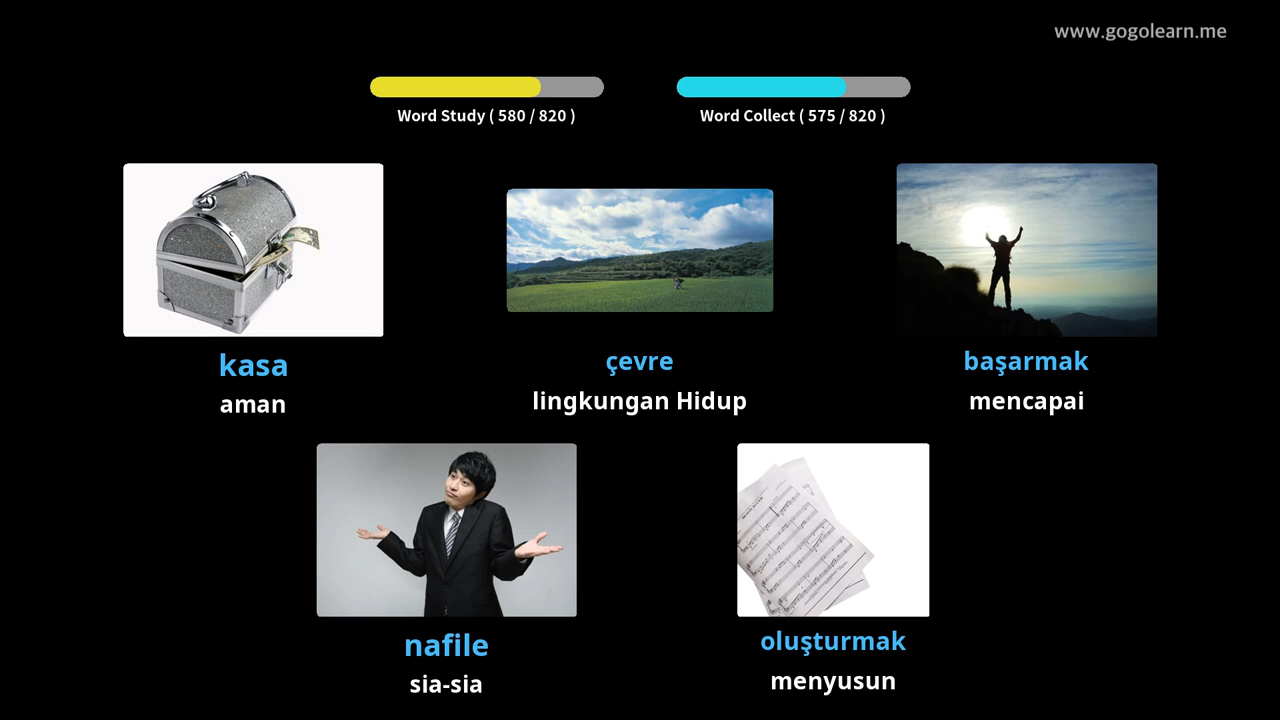 www.gogolearn.me
Word Study ( 580 / 820 )
Word Collect ( 575 / 820 )
kasa
aman
çevre
lingkungan Hidup
başarmak
mencapai
nafile
sia-sia
oluşturmak
menyusun